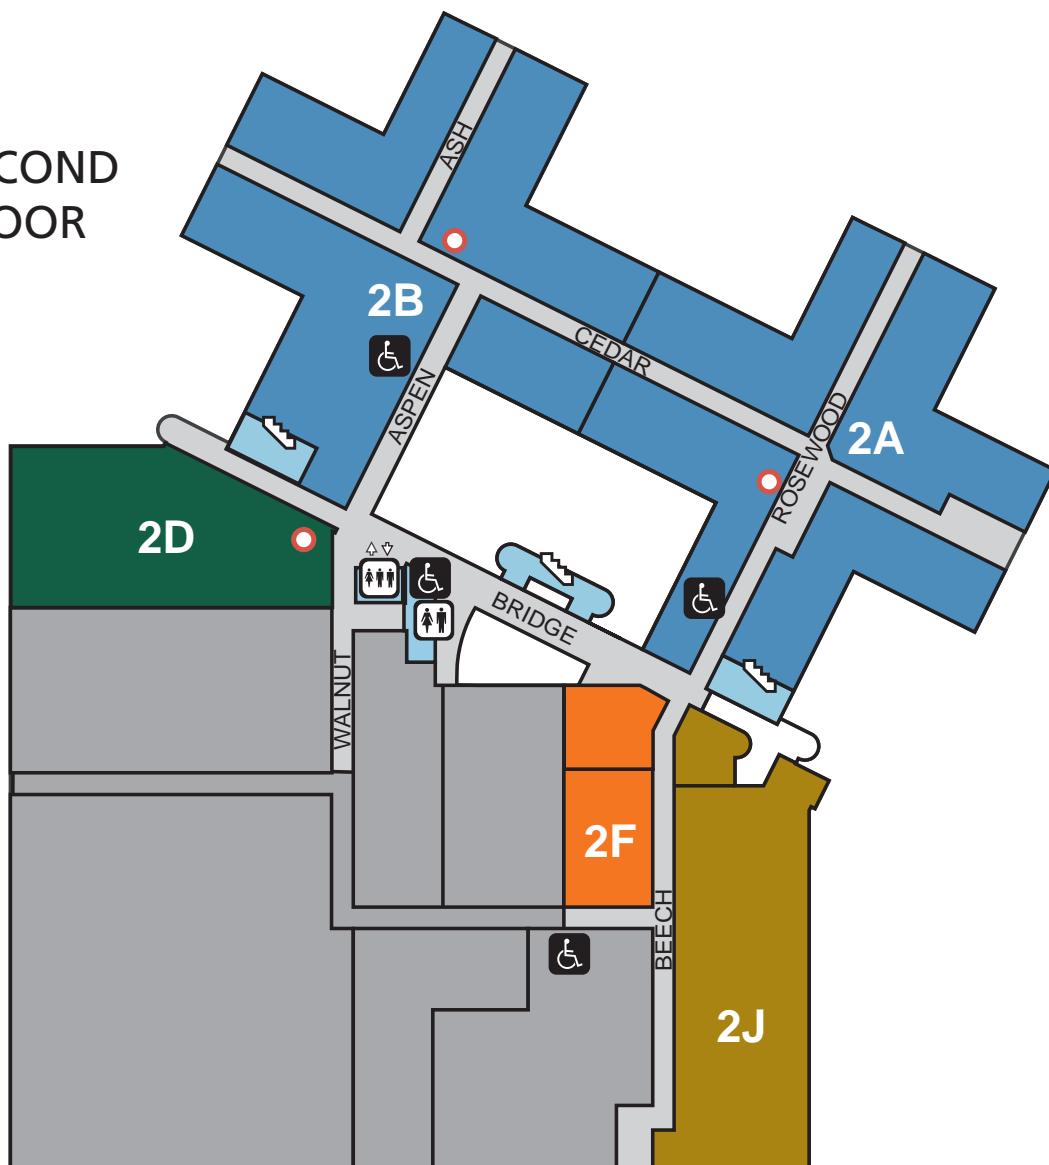 COND
OOR
ASH
2B
CEDAR
ASPEN
ROSEWOOD
2A
2D
BRIDGE
WALNUT
2F
BEECH
2J